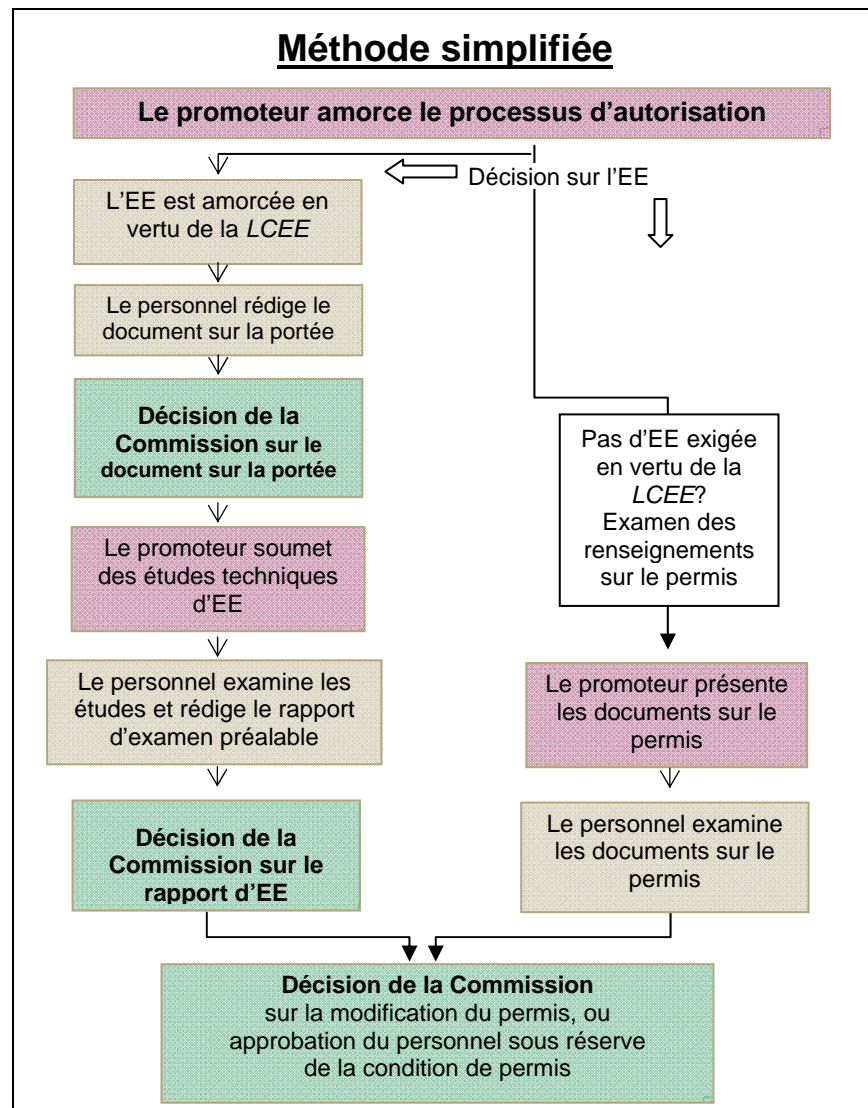 Méthode simplifiée
Le promoteur amorce le processus d'autorisation
Décision sur l'EE
L'EE est amorcée en
vertu de la LCEE
Le personnel rédige le
document sur la portée
Décision de la
Commission sur le
document sur la portée
Le promoteur soumet
des études techniques
d'EE
Le personnel examine les
études et rédige le rapport
d'examen préalable
Décision de la
Commission sur le
rapport d'EE
Pas d'EE exigée
en vertu de la
LCEE?
Examen des
renseignements
sur le permis
Le promoteur présente
les documents sur le
permis
Le personnel examine
les documents sur le
permis
Décision de la Commission
sur la modification du permis, ou
approbation du personnel sous réserve
de la condition de permis